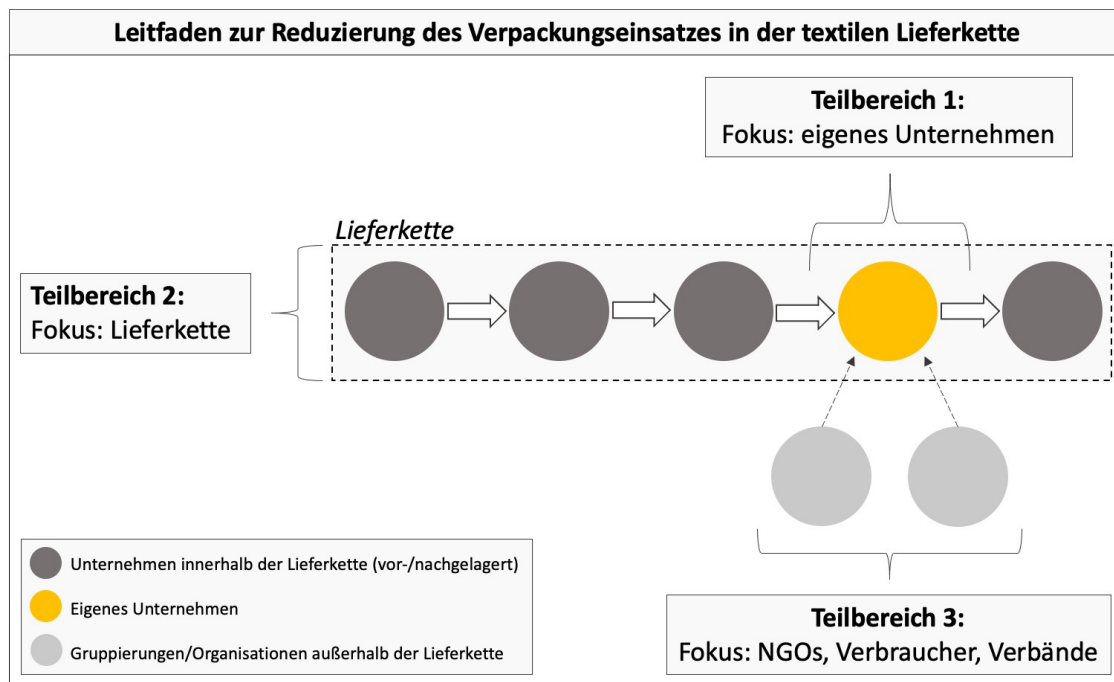 Leitfaden zur Reduzierung des Verpackungseinsatzes in der textilen Lieferkette
Teilbereich 1:
Fokus: eigenes Unternehmen
Lieferkette
Teilbereich 2:
Fokus: Lieferkette
Unternehmen innerhalb der Lieferkette (vor-/nachgelagert)
Eigenes Unternehmen
Gruppierungen/Organisationen außerhalb der Lieferkette
Teilbereich 3:
Fokus: NGOs, Verbraucher, Verbände